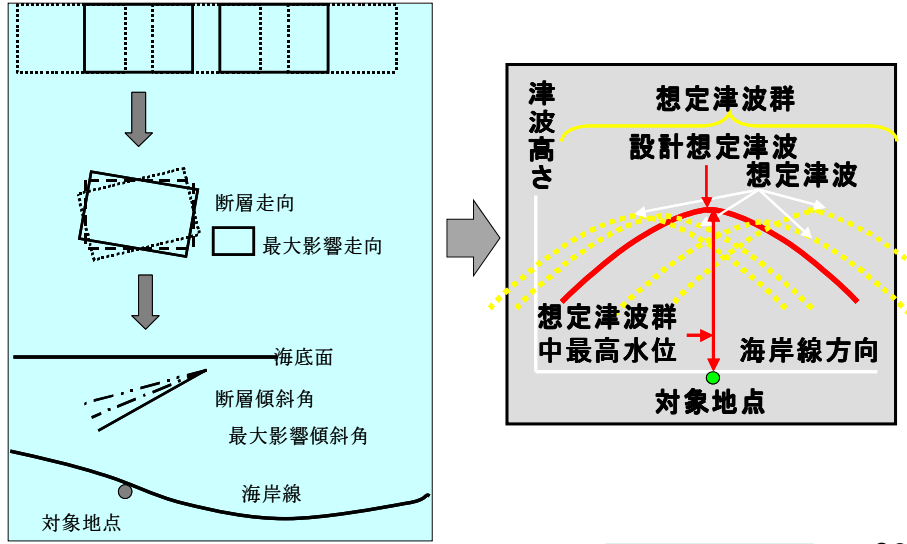 断層走向
最大影響走向
海底面
断層傾斜角
最大影響傾斜角
海岸線
対象地点
津波高さ
想定津波群
設計想定津波
想定津波
想定津波群
中最高水位
海岸線方向
対象地点